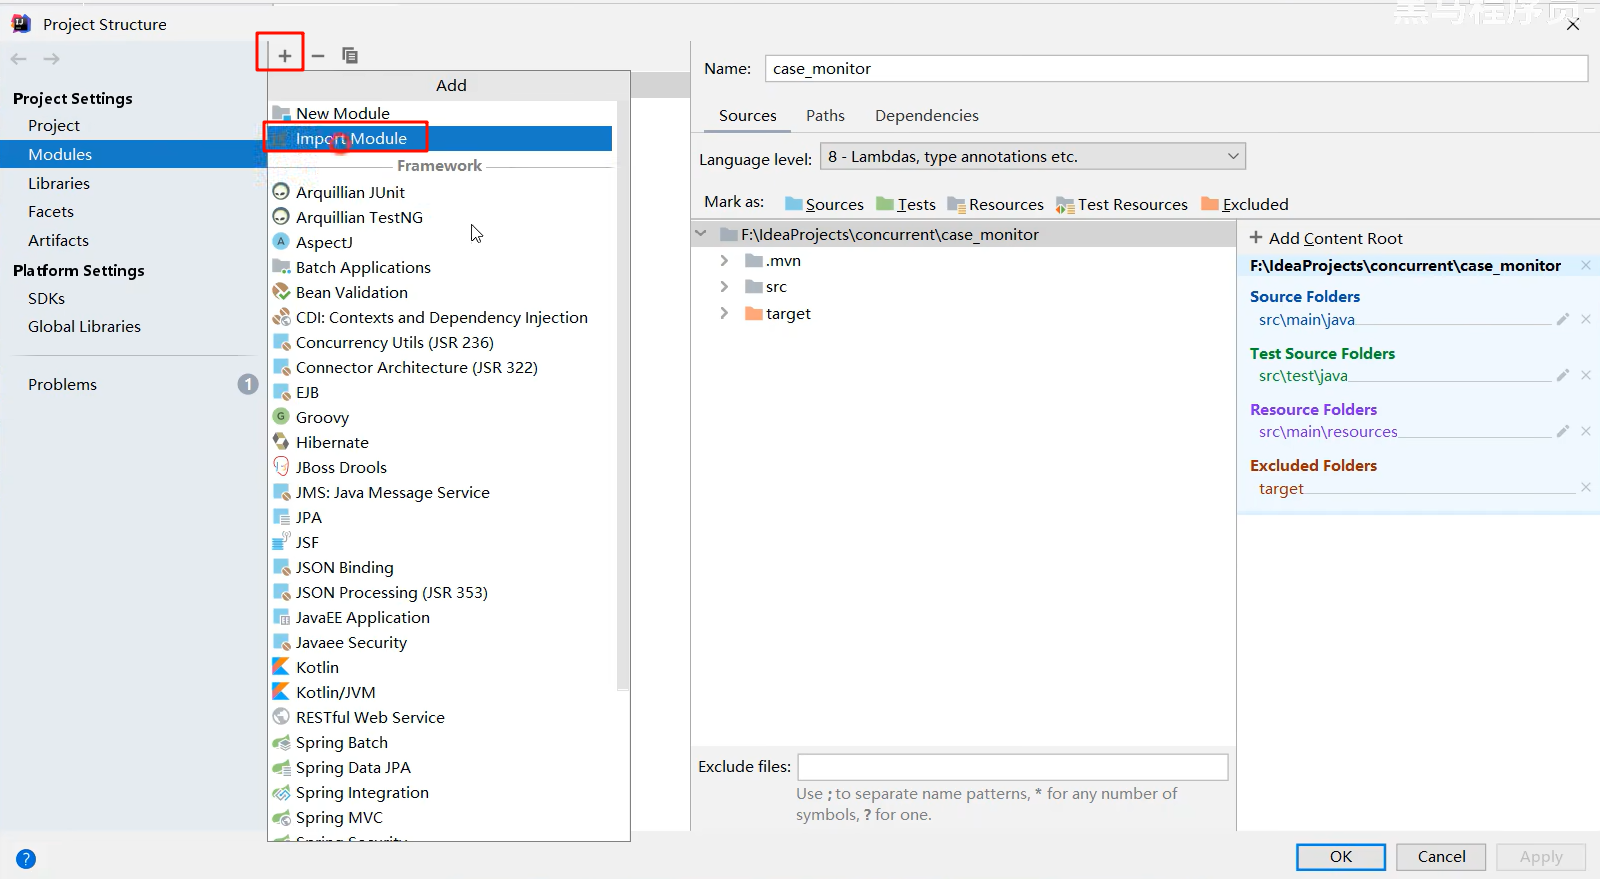 黑马程序员-
Project Structure
Project Settings
Project
Modules
Libraries
Facets
Artifacts
Platform Settings
SDKs
Global Libraries
Problems
1
Add
New Module
Import Module
Framework
Arquillian JUnit
Arquillian TestNG
AspectJ
Batch Applications
Bean Validation
CDI: Contexts and Dependency Injection
Concurrency Utils (JSR 236)
Connector Architecture (JSR 322)
EJB
Groovy
Hibernate
JBoss Drools
JMS: Java Message Service
JPA
JSF
JSON Binding
JSON Processing (JSR 353)
JavaEE Application
Javaee Security
Kotlin
Kotlin/JVM
RESTful Web Service
Spring Batch
Spring Data JPA
Spring Integration
Spring MVC
Spring Security
Name: case_monitor
Sources Paths Dependencies
Language level: 8 - Lambdas, type annotations etc.
Mark as: Sources Tests Resources Test Resources Excluded
F:\IdeaProjects\concurrent\case_monitor
.mvn
src
target
Exclude files:
Use ; to separate name patterns, * for any number of
symbols, ? for one.
+ Add Content Root
F:\IdeaProjects\concurrent\case_monitor
Source Folders
src\main\java
Test Source Folders
src\test\java
Resource Folders
src\main\resources
Excluded Folders
target
?
OK Cancel Apply